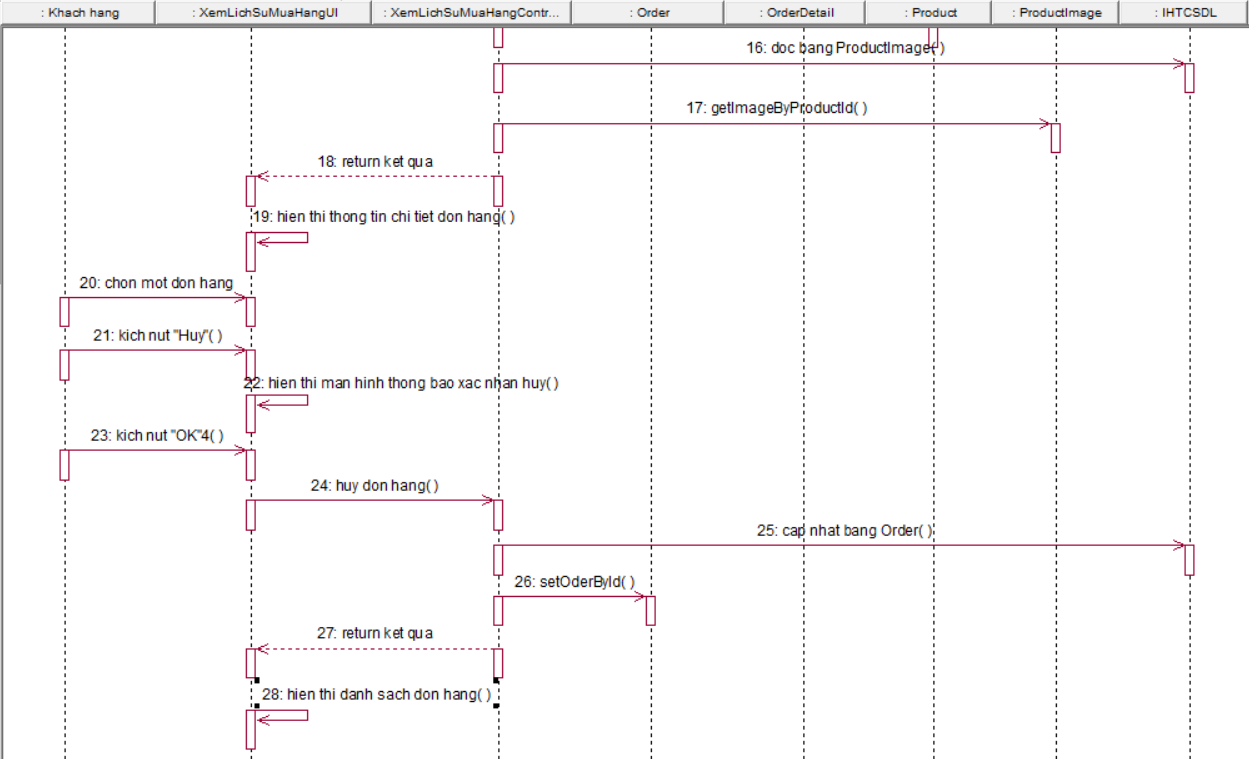 : Khach hang
: XemLichSuMuaHangUI
: XemLichSuMuaHangContr...
: Order
: OrderDetail
: Product
: ProductImage
: IHTCSDL
16: doc bang ProductImage( )
17: getImageByProductId( )
18: return ket qua
19: hien thi thong tin chi tiet don hang( )
20: chon mot don hang
21: kich nut "Huy"( )
22: hien thi man hinh thong bao xac nhan huy( )
23: kich nut "OK"4( )
24: huy don hang( )
25: cap nhat bang Order( )
26: setOderById( )
27: return ket qua
28: hien thi danh sach don hang( )